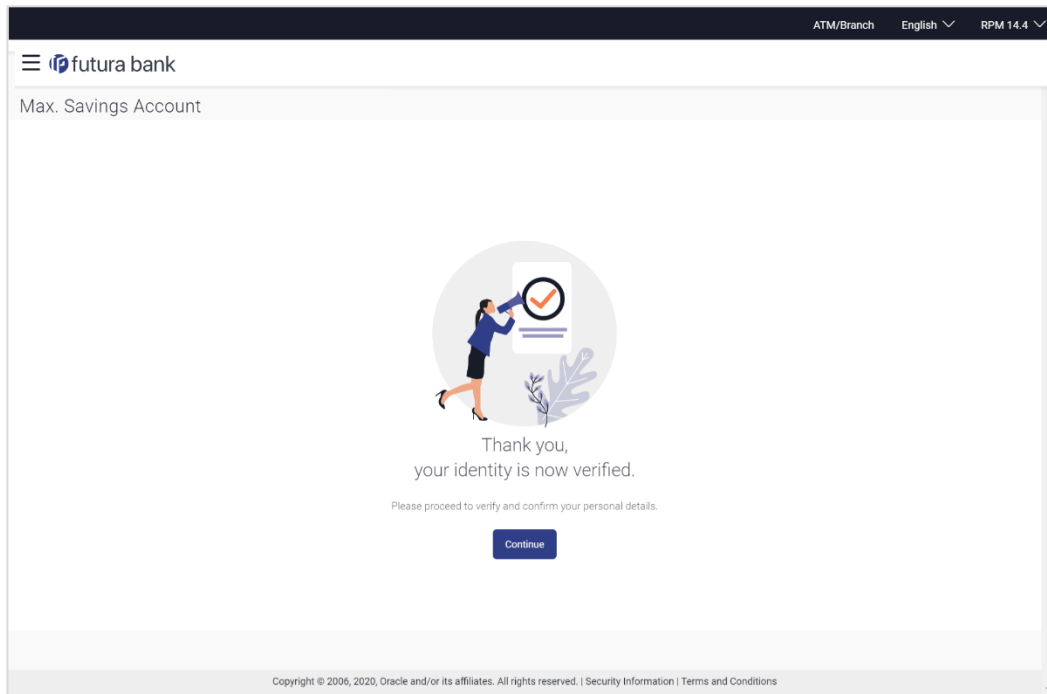 ATM/Branch English RPM 14.4
futura bank
Max. Savings Account
Thank you,
your identity is now verified.
Please proceed to verify and confirm your personal details.
Continue
Copyright © 2006, 2020, Oracle and/or its affiliates. All rights reserved. | Security Information | Terms and Conditions